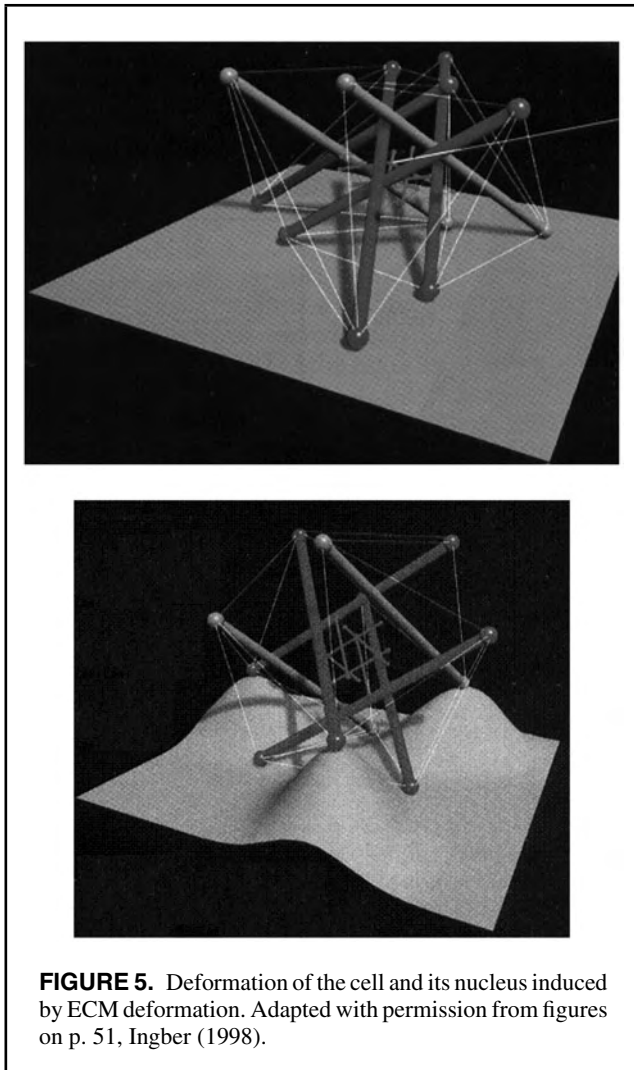 FIGURE 5. Deformation of the cell and its nucleus induced
by ECM deformation. Adapted with permission from figures
on p. 51, Ingber (1998).